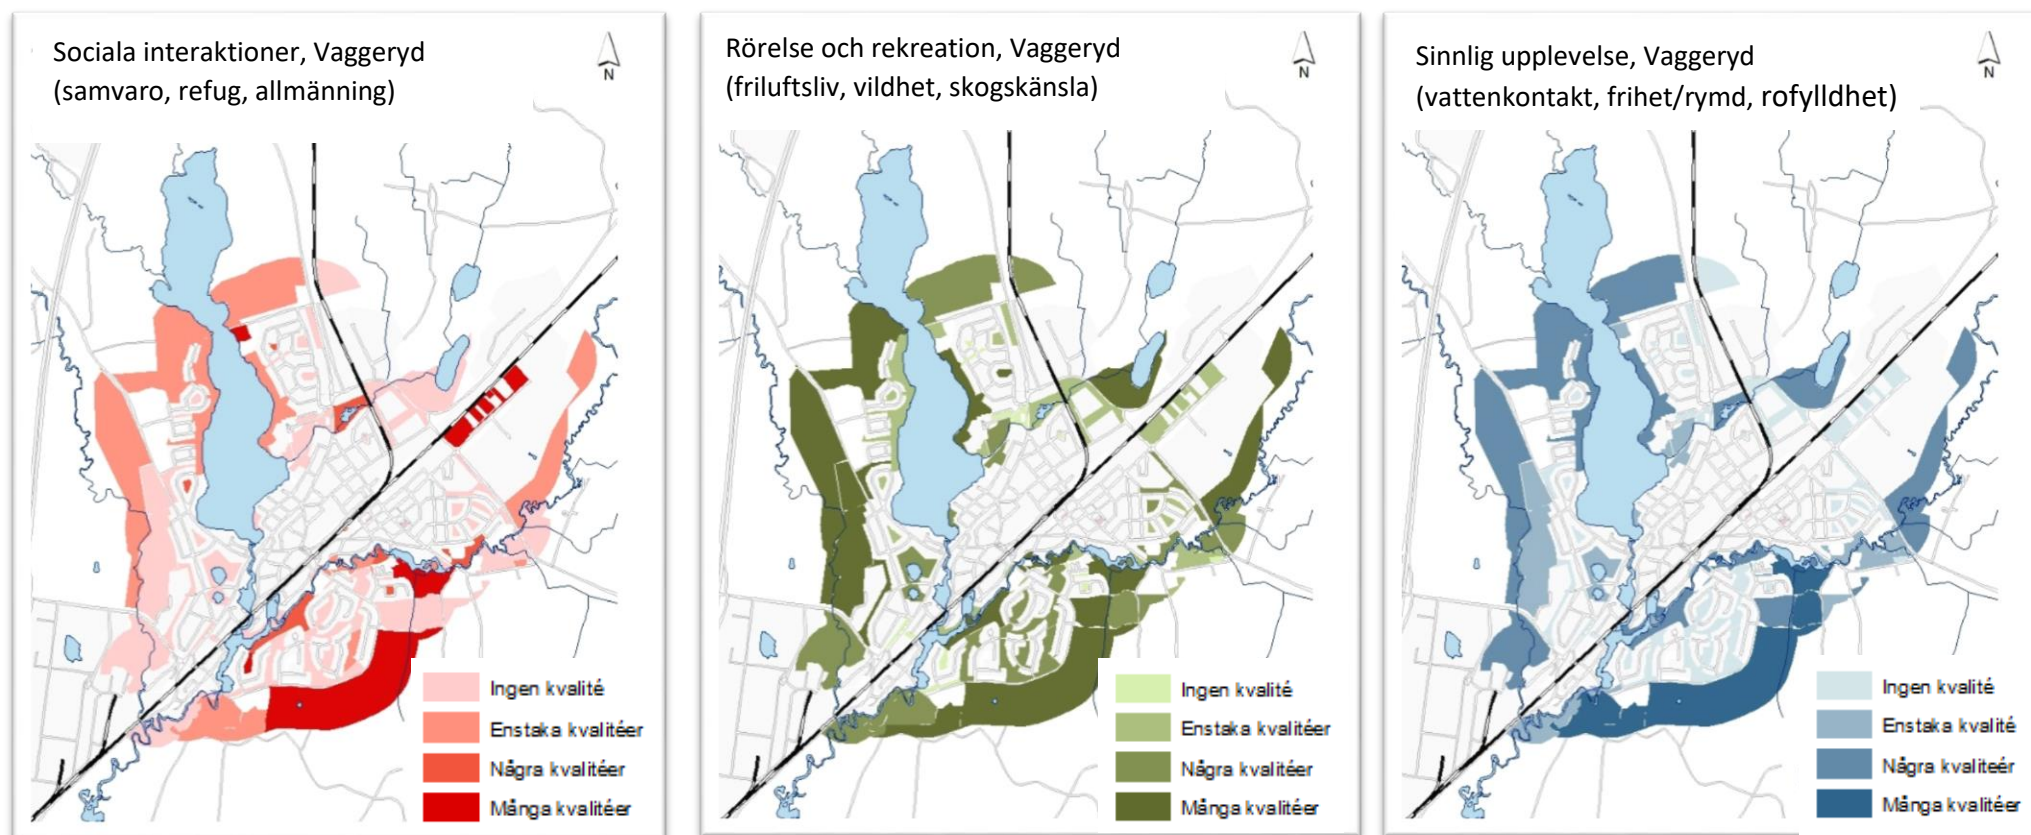 Sociala interaktioner, Vaggeryd
(samvaro, refug, allmänning)
N
Ingen kvalité
Enstaka kvalitéer
Några kvalitéer
Många kvalitéer
Rörelse och rekreation, Vaggeryd
(friluftsliv, vildhet, skogskänsla)
N
Ingen kvalité
Enstaka kvalitéer
Några kvalitéer
Många kvalitéer
Sinnlig upplevelse, Vaggeryd
(vattenkontakt, frihet/rymd, rofylldhet)
N
Ingen kvalité
Enstaka kvalité
Några kvaliteér
Många kvalitéer